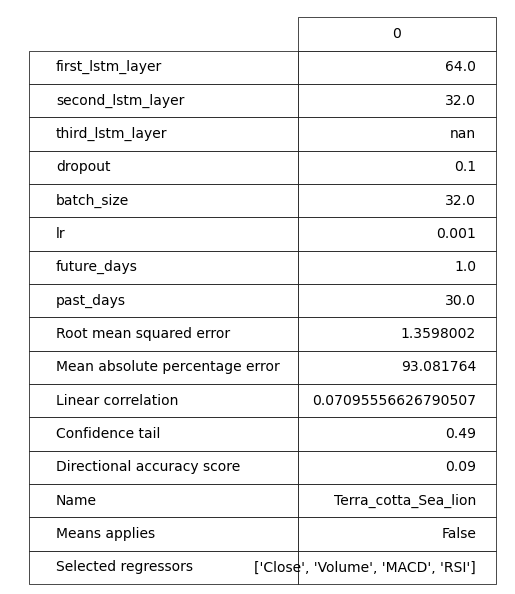 0
first_lstm_layer 64.0
second_lstm_layer 32.0
third_lstm_layer nan
dropout 0.1
batch_size 32.0
lr 0.001
future_days 1.0
past_days 30.0
Root mean squared error 1.3598002
Mean absolute percentage error 93.081764
Linear correlation 0.07095556626790507
Confidence tail 0.49
Directional accuracy score 0.09
Name Terra_cotta_Sea_lion
Means applies False
Selected regressors ['Close', 'Volume', 'MACD', 'RSI']